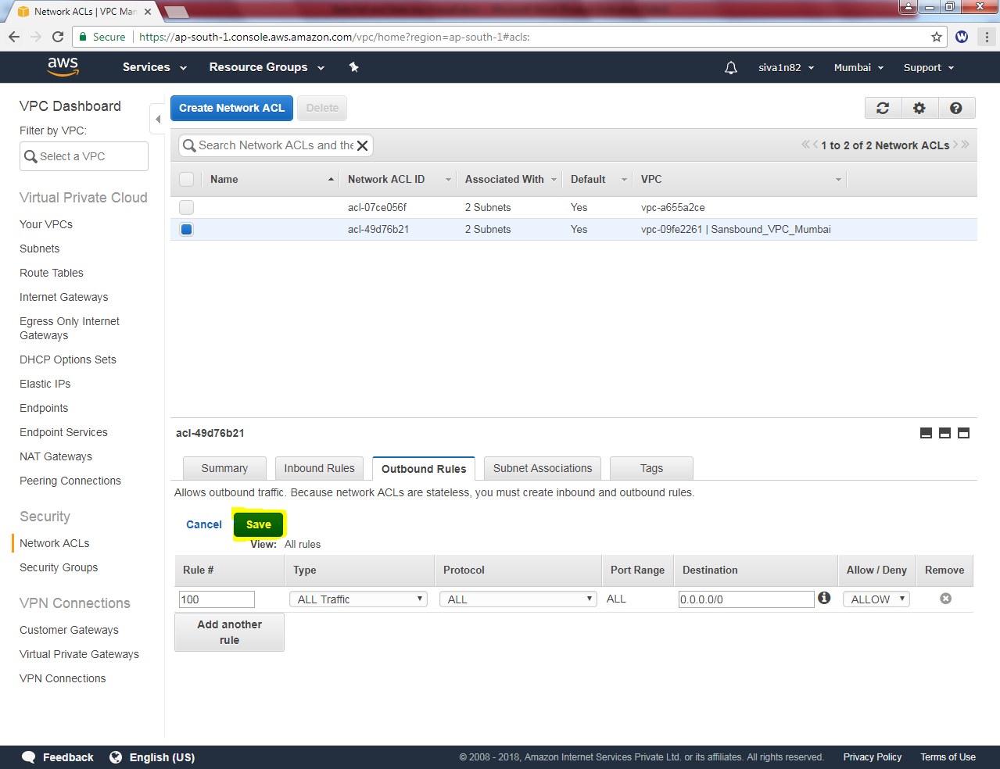 Network ACLs | VPC Man
Secure
https://ap-south-1.console.aws.amazon.com/vpc/home?region=ap-south-1#acls:
W
aws
Services
Resource Groups
siva1n82
Mumbai
Support
VPC Dashboard
Filter by VPC:
Select a VPC
Virtual Private Cloud
Your VPCs
Subnets
Route Tables
Internet Gateways
Egress Only Internet
Gateways
DHCP Options Sets
Elastic IPs
Endpoints
Endpoint Services
NAT Gateways
Peering Connections
Security
Network ACLs
Security Groups
VPN Connections
Customer Gateways
Virtual Private Gateways
VPN Connections
Create Network ACL
Delete
Search Network ACLs and the
1 to 2 of 2 Network ACLs
Name Network ACL ID Associated With Default VPC
acl-07ce056f 2 Subnets Yes vpc-a655a2ce
acl-49d76b21 2 Subnets Yes vpc-09fe2261 | Sansbound_VPC_Mumbai
acl-49d76b21
Summary
Inbound Rules
Outbound Rules
Subnet Associations
Tags
Allows outbound traffic. Because network ACLs are stateless, you must create inbound and outbound rules.
Cancel
Save
View: All rules
Rule # Type Protocol Port Range Destination Allow / Deny Remove
100 ALL Traffic ALL ALL 0.0.0.0/0 ALLOW
Add another
rule
Feedback
English (US)
© 2008 - 2018, Amazon Internet Services Private Ltd. or its affiliates. All rights reserved.
Privacy Policy
Terms of Use